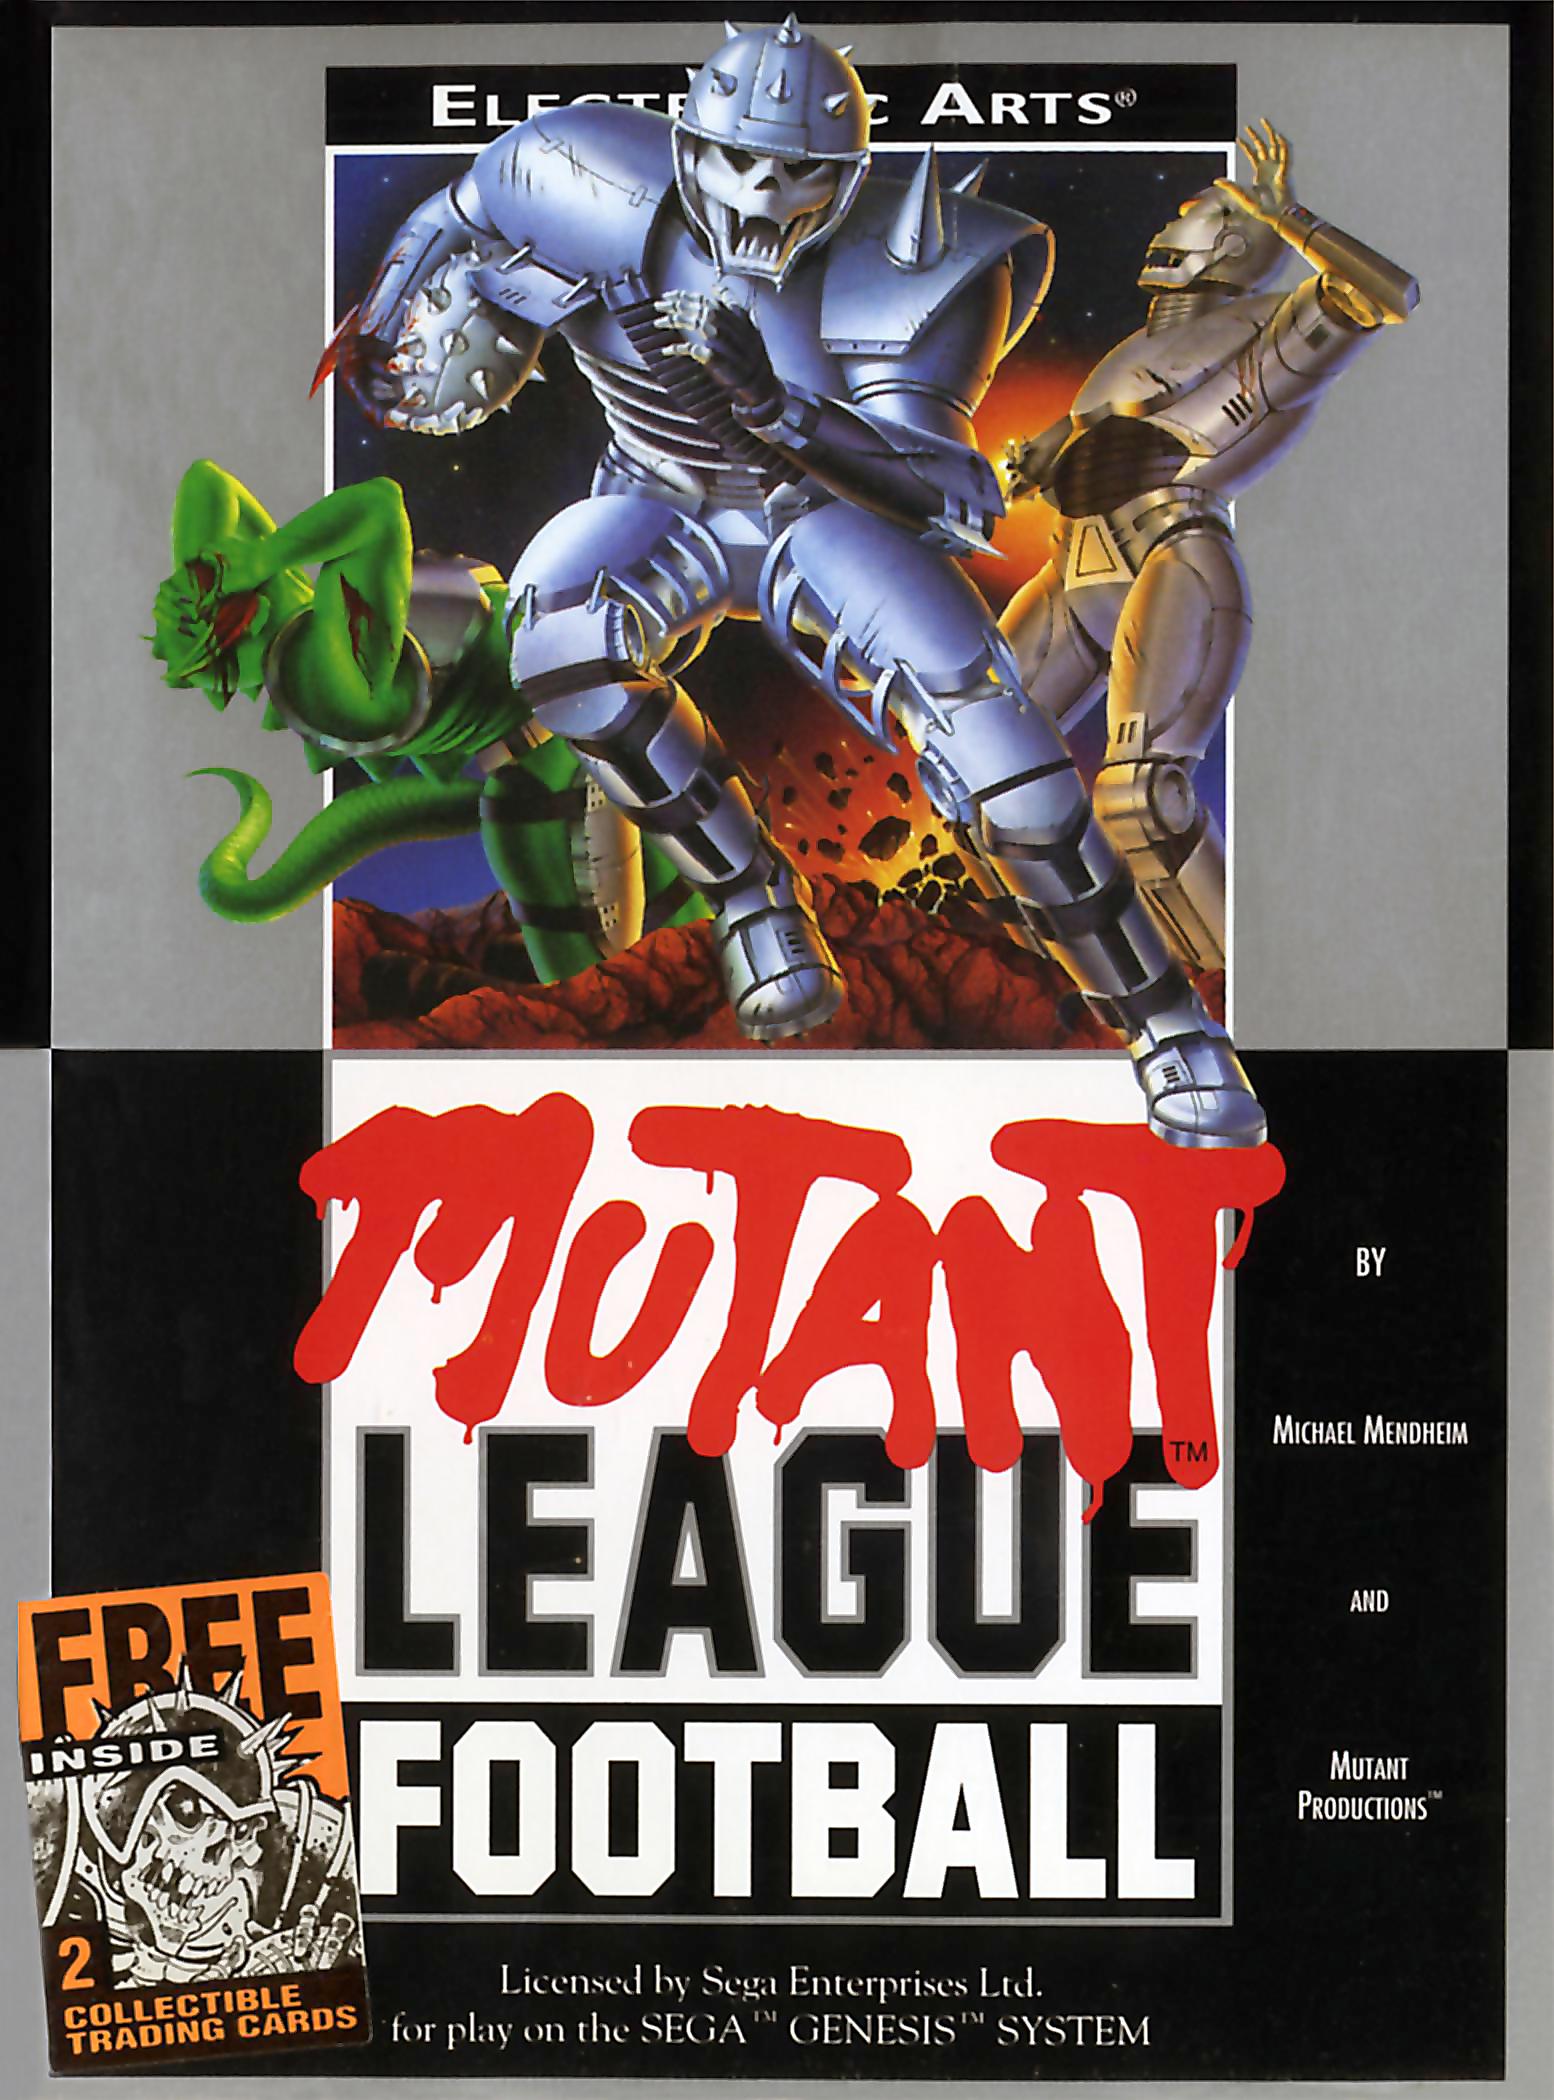 ELECTRONIC ARTS®
MUTANT
LEAGUE™
FOOTBALL
BY
MICHAEL MENDHEIM
AND
MUTANT
PRODUCTIONS™
FREE
INSIDE
2
COLLECTIBLE
TRADING CARDS
Licensed by Sega Enterprises Ltd.
for play on the SEGA™ GENESIS™ SYSTEM